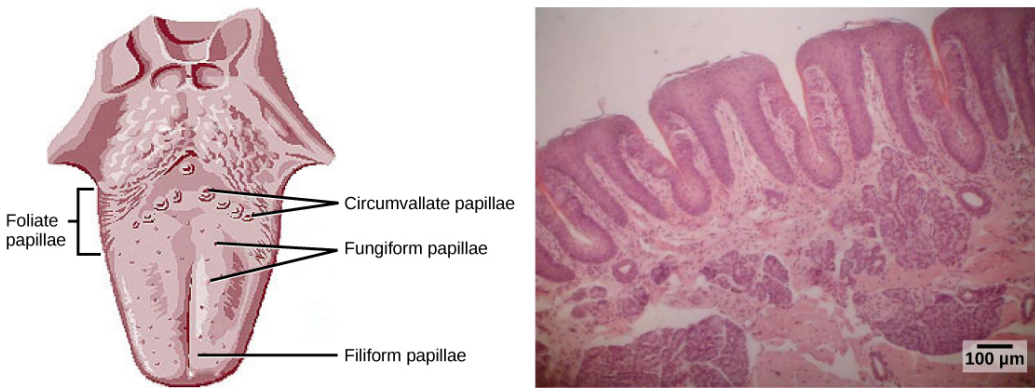 Foliate
papillae
Circumvallate papillae
Fungiform papillae
Filiform papillae
100 µm